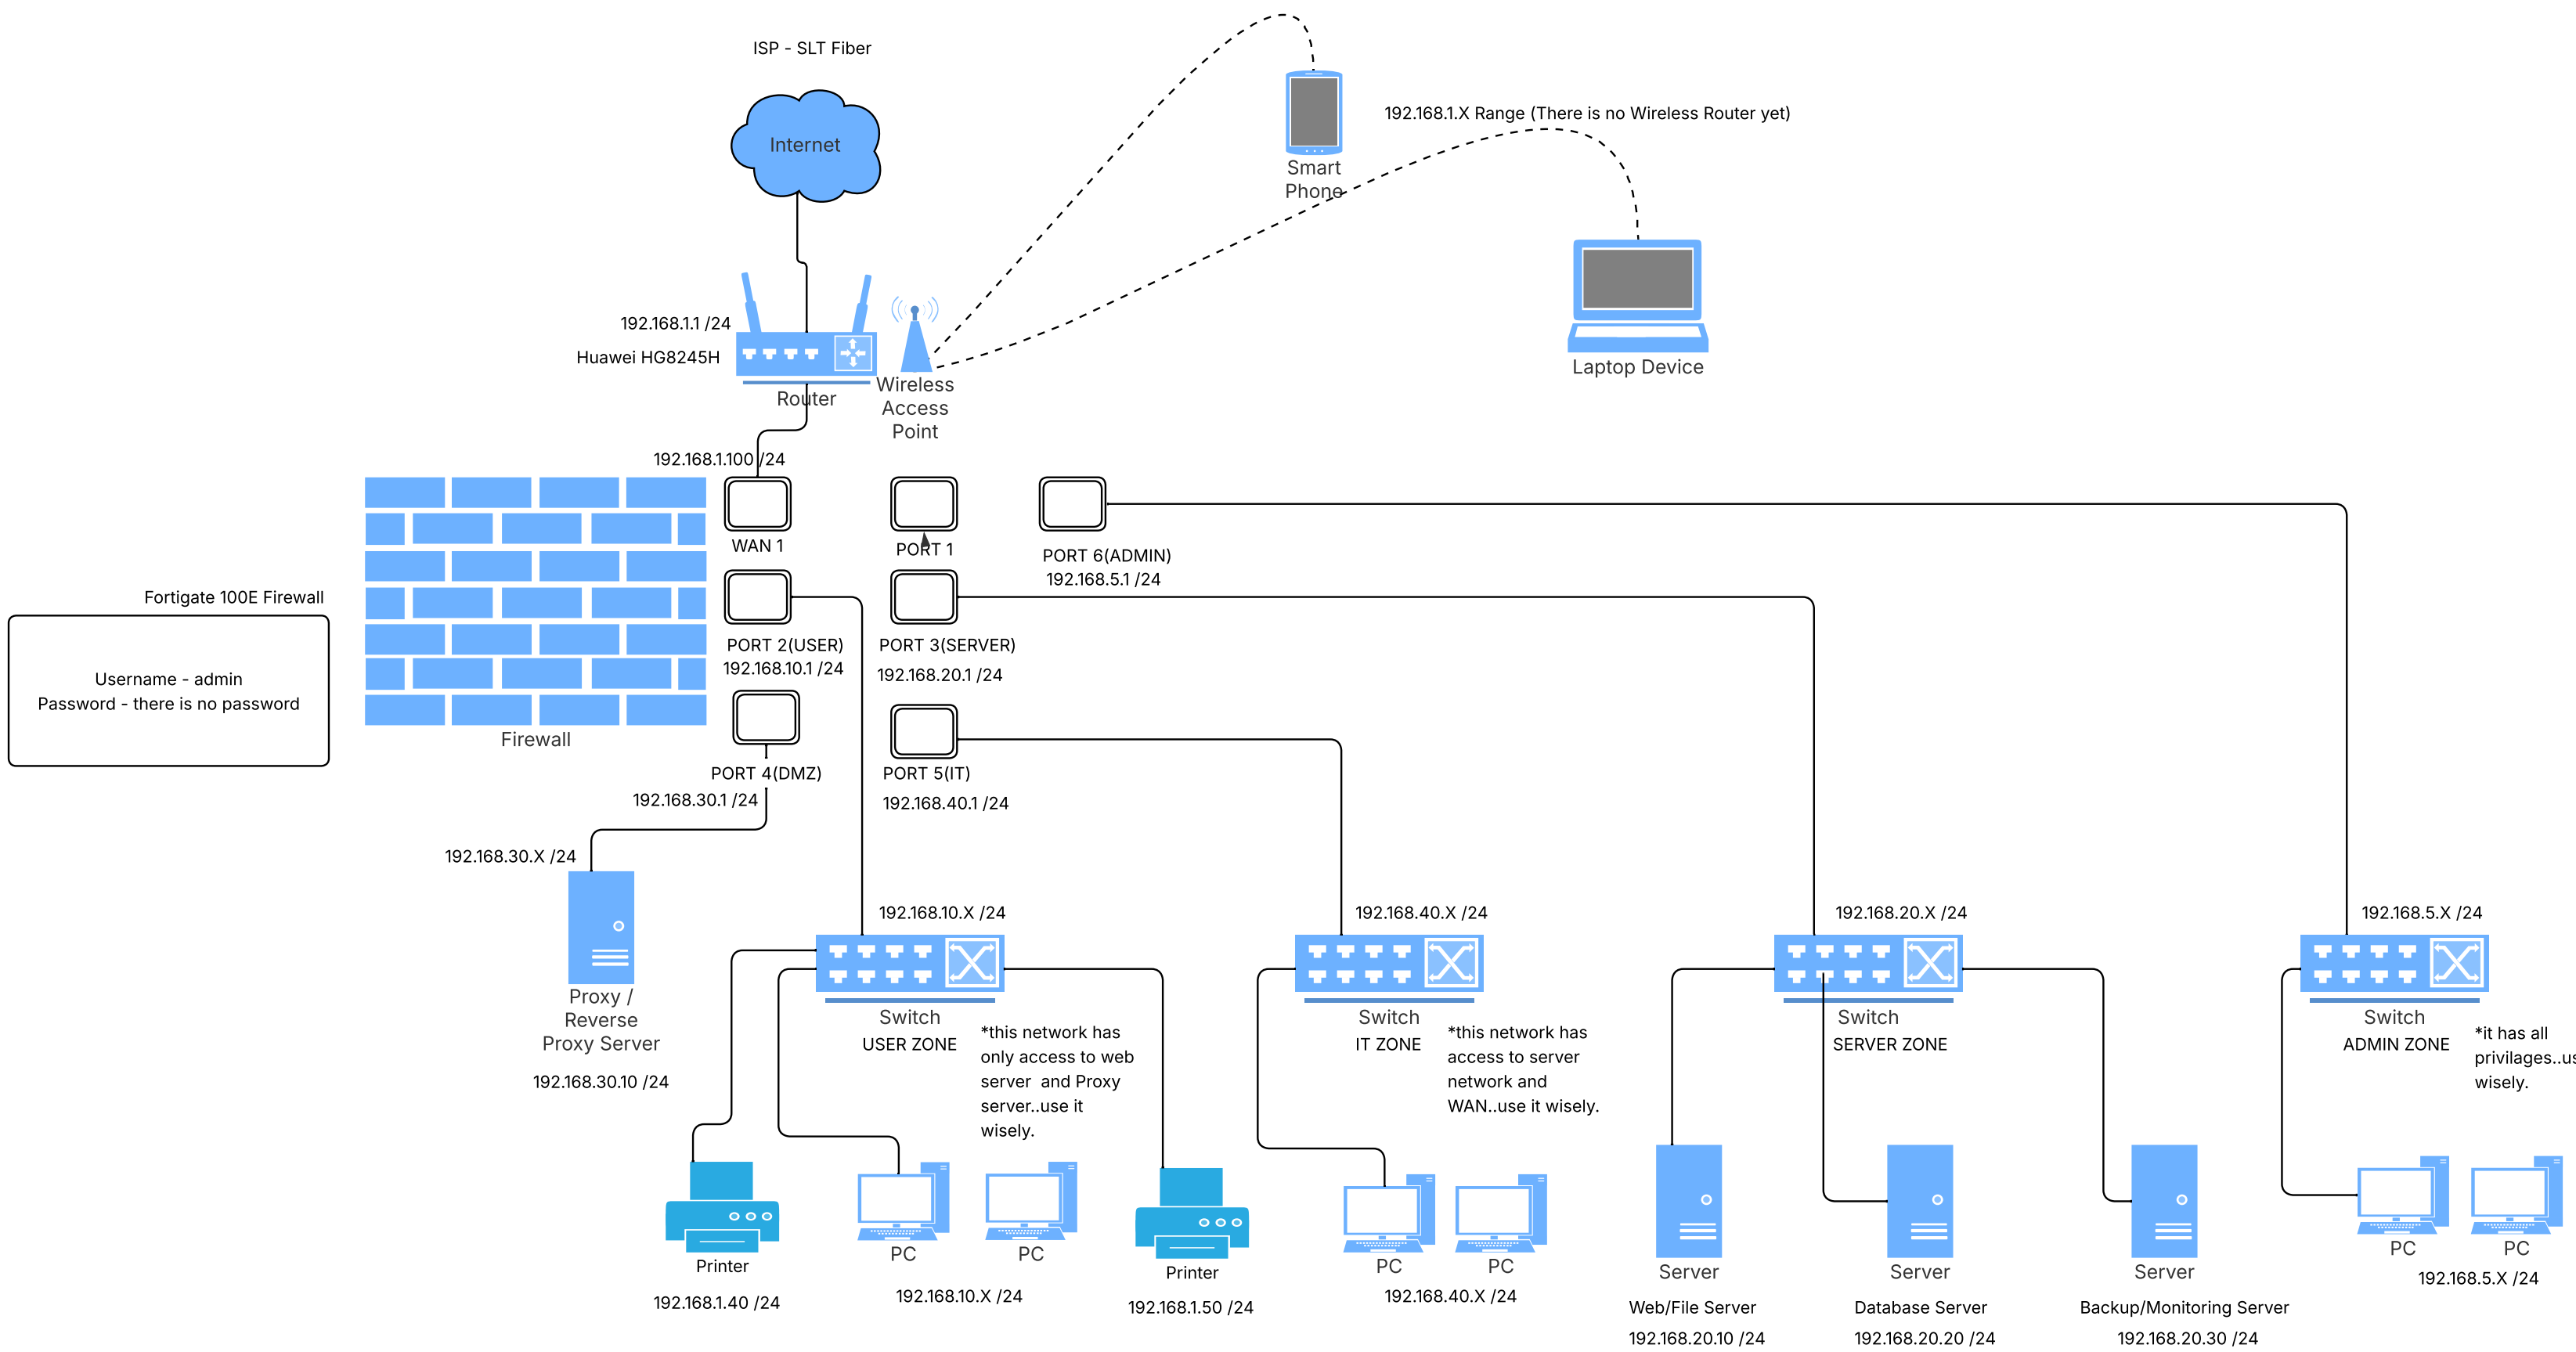 ISP - SLT Fiber
Internet
Smart
Phone
192.168.1.X Range (There is no Wireless Router yet)
Laptop Device
192.168.1.1 /24
Huawei HG8245H
Router
Wireless
Access
Point
192.168.1.100 /24
WAN 1
PORT 1
PORT 6(ADMIN)
192.168.5.1 /24
Fortigate 100E Firewall
Username - admin
Password - there is no password
Firewall
PORT 2(USER)
192.168.10.1 /24
PORT 3(SERVER)
192.168.20.1 /24
PORT 4(DMZ)
192.168.30.1 /24
PORT 5(IT)
192.168.40.1 /24
192.168.30.X /24
Proxy /
Reverse
Proxy Server
192.168.30.10 /24
192.168.10.X /24
Switch
USER ZONE
*this network has
only access to web
server  and Proxy
server..use it
wisely.
192.168.40.X /24
Switch
IT ZONE
*this network has
access to server
network and
WAN..use it wisely.
192.168.20.X /24
Switch
SERVER ZONE
192.168.5.X /24
Switch
ADMIN ZONE
*it has all
privilages..us
wisely.
Printer
192.168.1.40 /24
PC
PC
192.168.10.X /24
Printer
192.168.1.50 /24
PC
PC
192.168.40.X /24
Server
Web/File Server
192.168.20.10 /24
Server
Database Server
192.168.20.20 /24
Server
Backup/Monitoring Server
192.168.20.30 /24
PC
PC
192.168.5.X /24